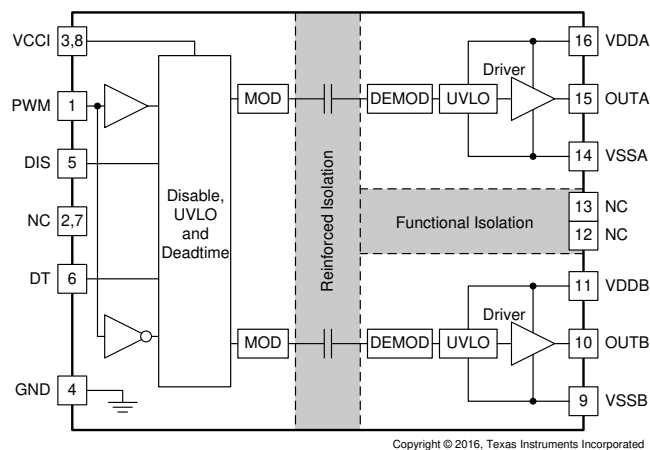 VCCI 3,8
PWM 1
DIS 5
NC 2,7
DT 6
GND 4
Disable,
UVLO
and
Deadtime
MOD
MOD
Reinforced Isolation
DEMOD
UVLO
Driver
Functional Isolation
DEMOD
UVLO
Driver
16 VDDA
15 OUTA
14 VSSA
13 NC
12 NC
11 VDDB
10 OUTB
9 VSSB
Copyright © 2016, Texas Instruments Incorporated